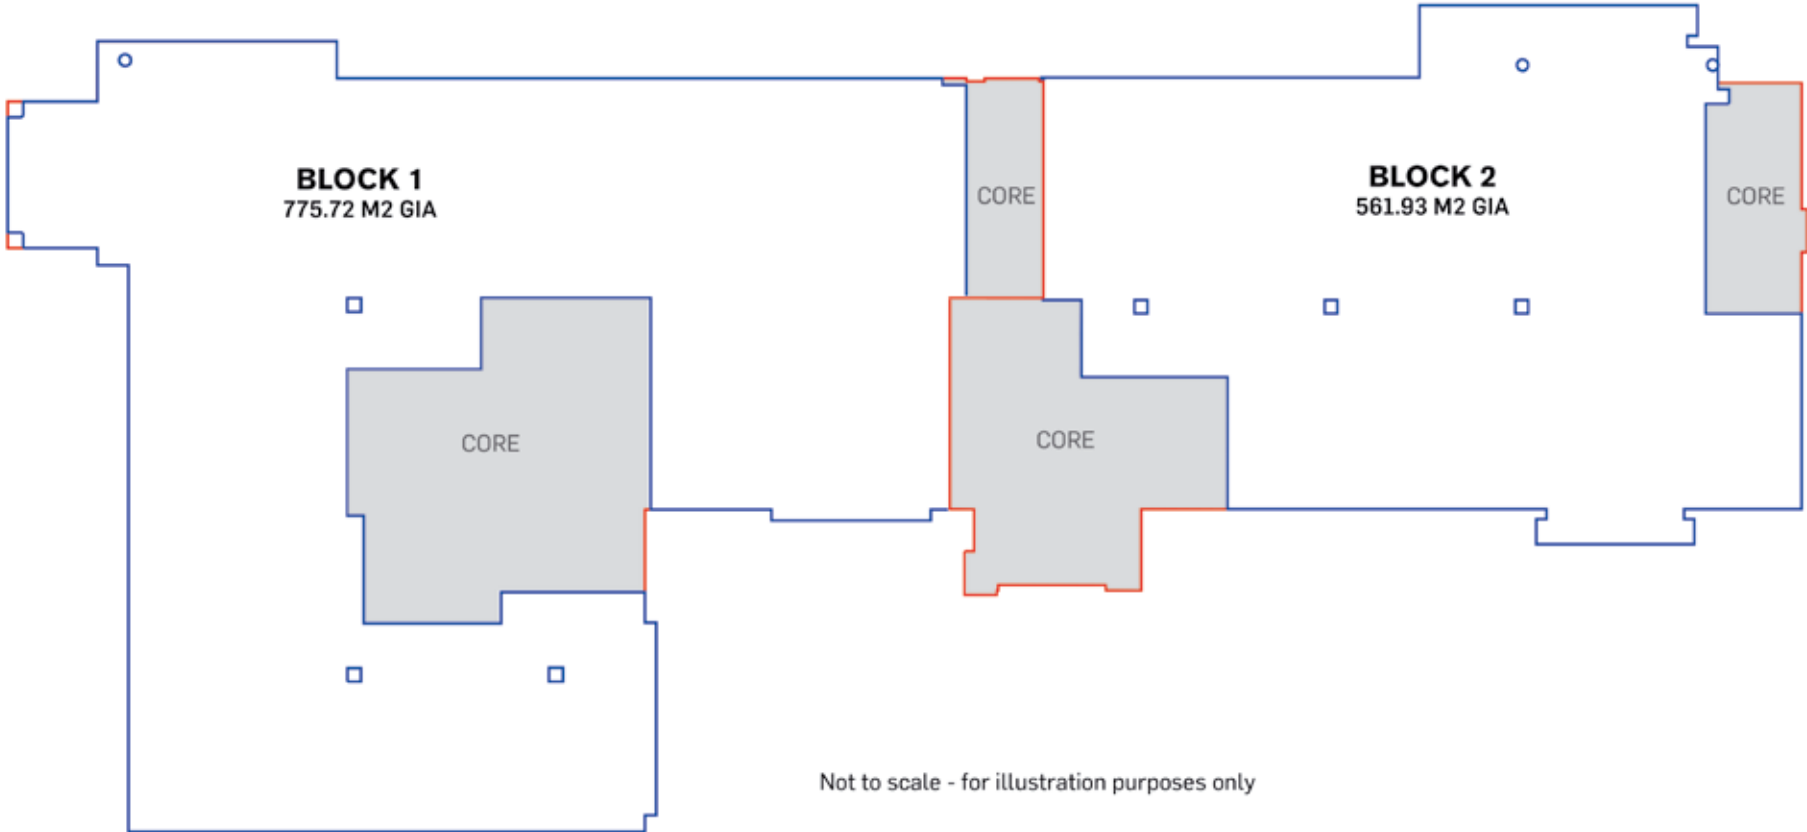 BLOCK 1
775.72 M2 GIA
CORE
BLOCK 2
561.93 M2 GIA
CORE
CORE
CORE
Not to scale - for illustration purposes only